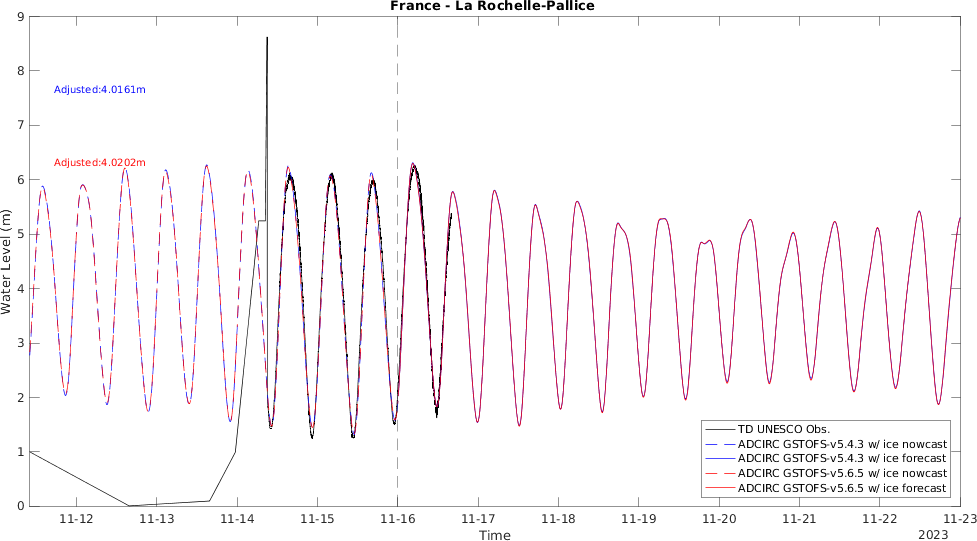 France - La Rochelle-Pallice
9
8
7
6
5
4
3
2
1
0
Water Level (m)
Adjusted:4.0161m
Adjusted:4.0202m
TD UNESCO Obs.
ADCIRC GSTOFS-v5.4.3 w/ ice nowcast
ADCIRC GSTOFS-v5.4.3 w/ ice forecast
ADCIRC GSTOFS-v5.6.5 w/ ice nowcast
ADCIRC GSTOFS-v5.6.5 w/ ice forecast
11-12 11-13 11-14 11-15 11-16 11-17 11-18 11-19 11-20 11-21 11-22 11-23
Time
2023